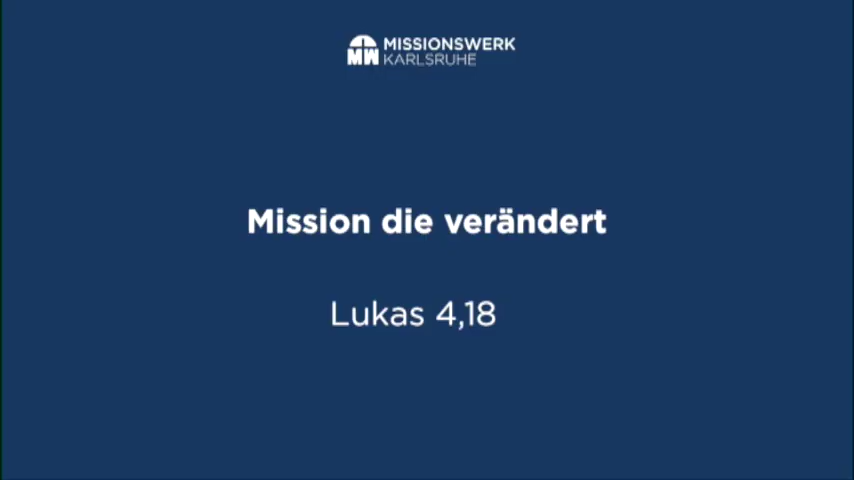 MISSIONSWERK
KARLSRUHE
Mission die verändert
Lukas 4,18